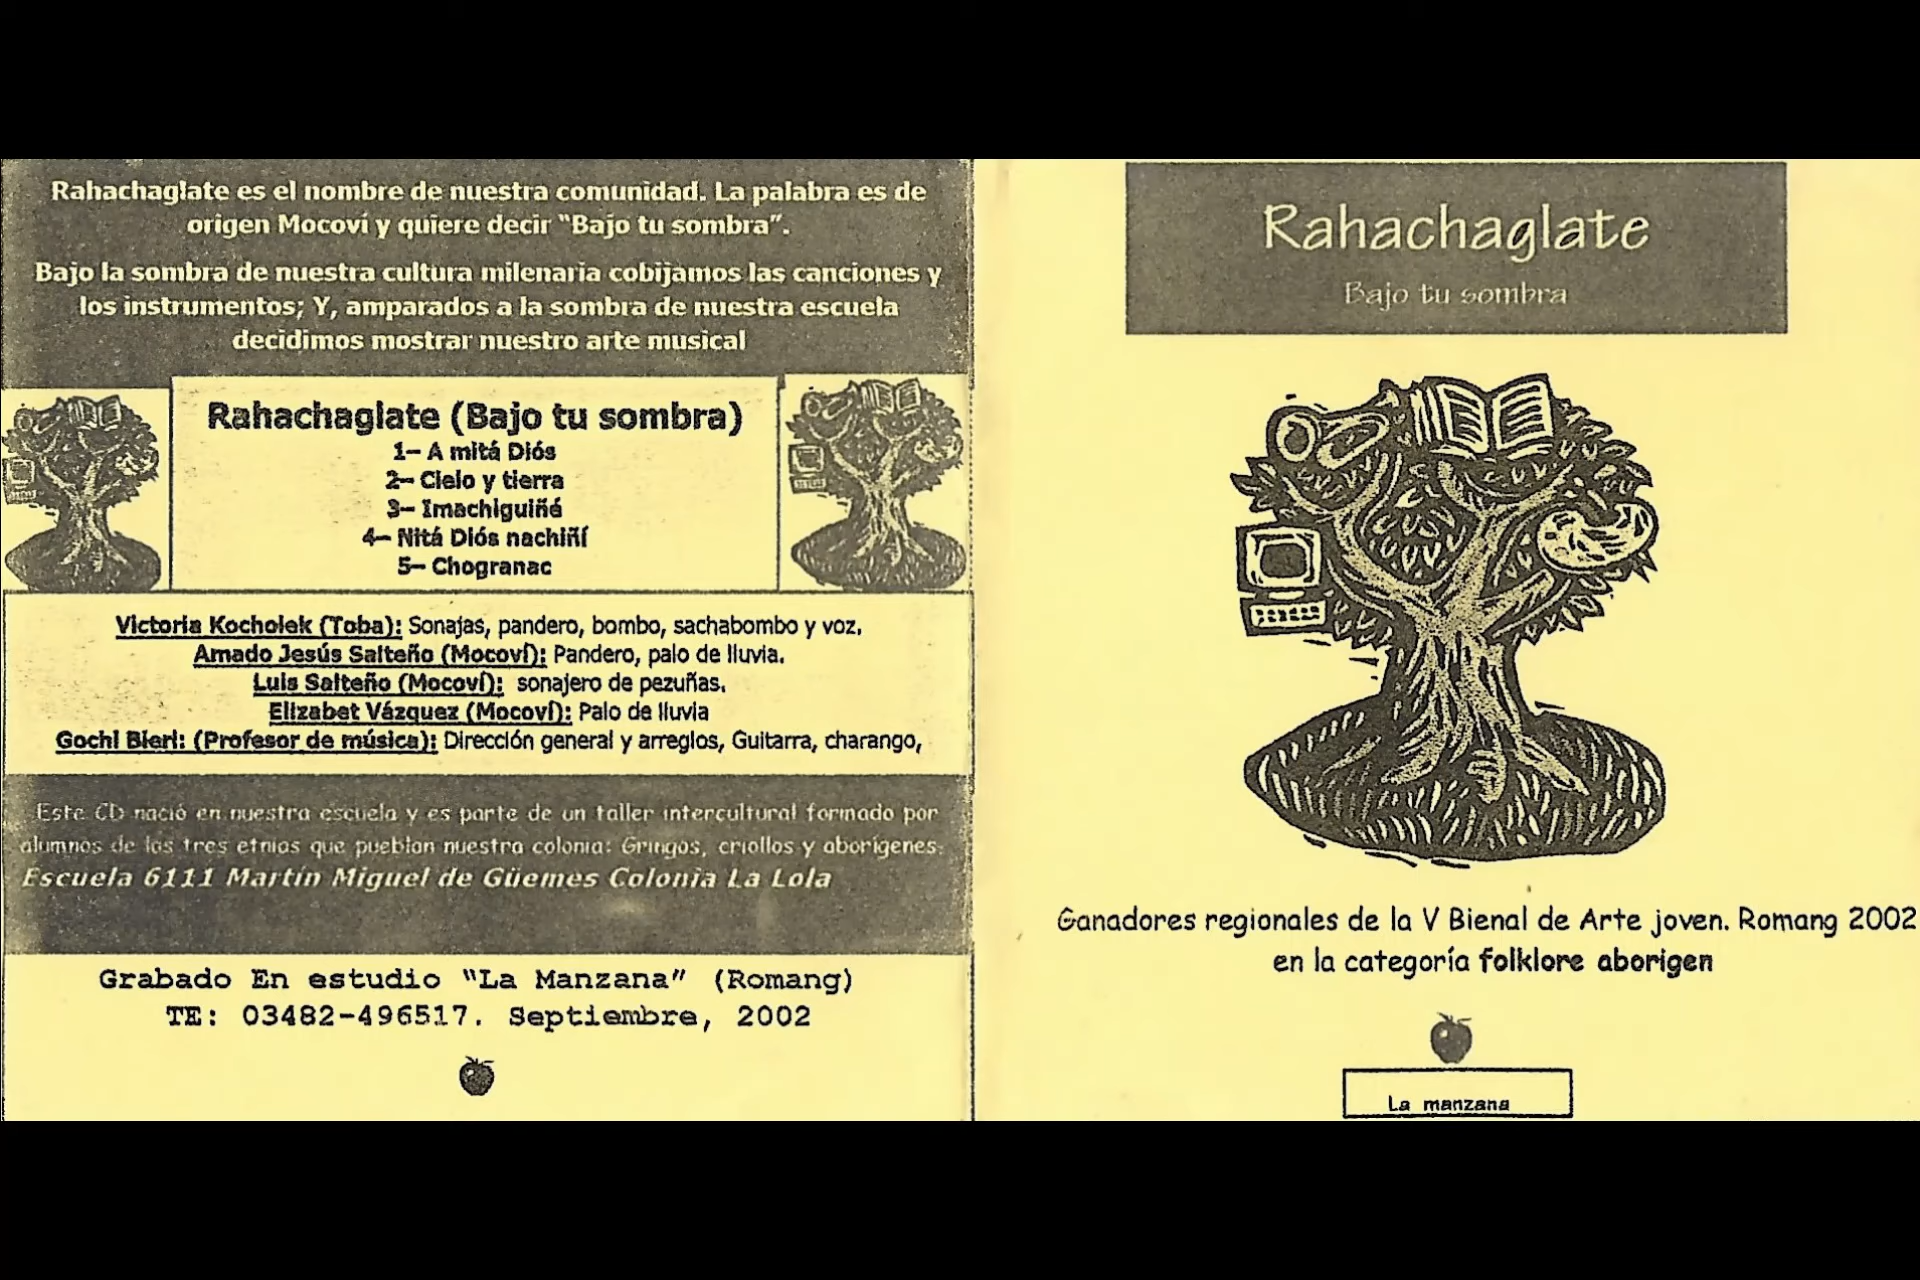 Rahachaglate es el nombre de nuestra comunidad. La palabra es de
origen Mocoví y quiere decir “Bajo tu sombra”.
Bajo la sombra de nuestra cultura milenaria cobijamos las canciones y
los instrumentos; Y, amparados a la sombra de nuestra escuela
decidimos mostrar nuestro arte musical
Rahachaglate (Bajo tu sombra)
1- A mitá Diós
2- Cielo y tierra
3- Imachiguiñé
4- Nitá Diós nachiñí
5- Chogranac
Victoria Kocholek (Toba): Sonajas, pandero, bombo, sachabombo y voz.
Amado Jesús Salteño (Mocoví): Pandero, palo de lluvia.
Luis Salteño (Mocoví): sonajero de pezuñas.
Elizabet Vázquez (Mocoví): Palo de lluvia
Gochi Bieri: (Profesor de música): Dirección general y arreglos, Guitarra, charango,
Este CD nació en nuestra escuela y es parte de un taller intercultural formado por
alumnos de las tres etnias que pueblan nuestra colonia: Gringos, criollos y aborígenes.
Escuela 6111 Martín Miguel de Güemes Colonia La Lola
Grabado En estudio “La Manzana” (Romang)
TE: 03482-496517. Septiembre, 2002
Rahachaglate
Bajo tu sombra
Ganadores regionales de la V Bienal de Arte joven. Romang 2002
en la categoría folklore aborigen
La manzana